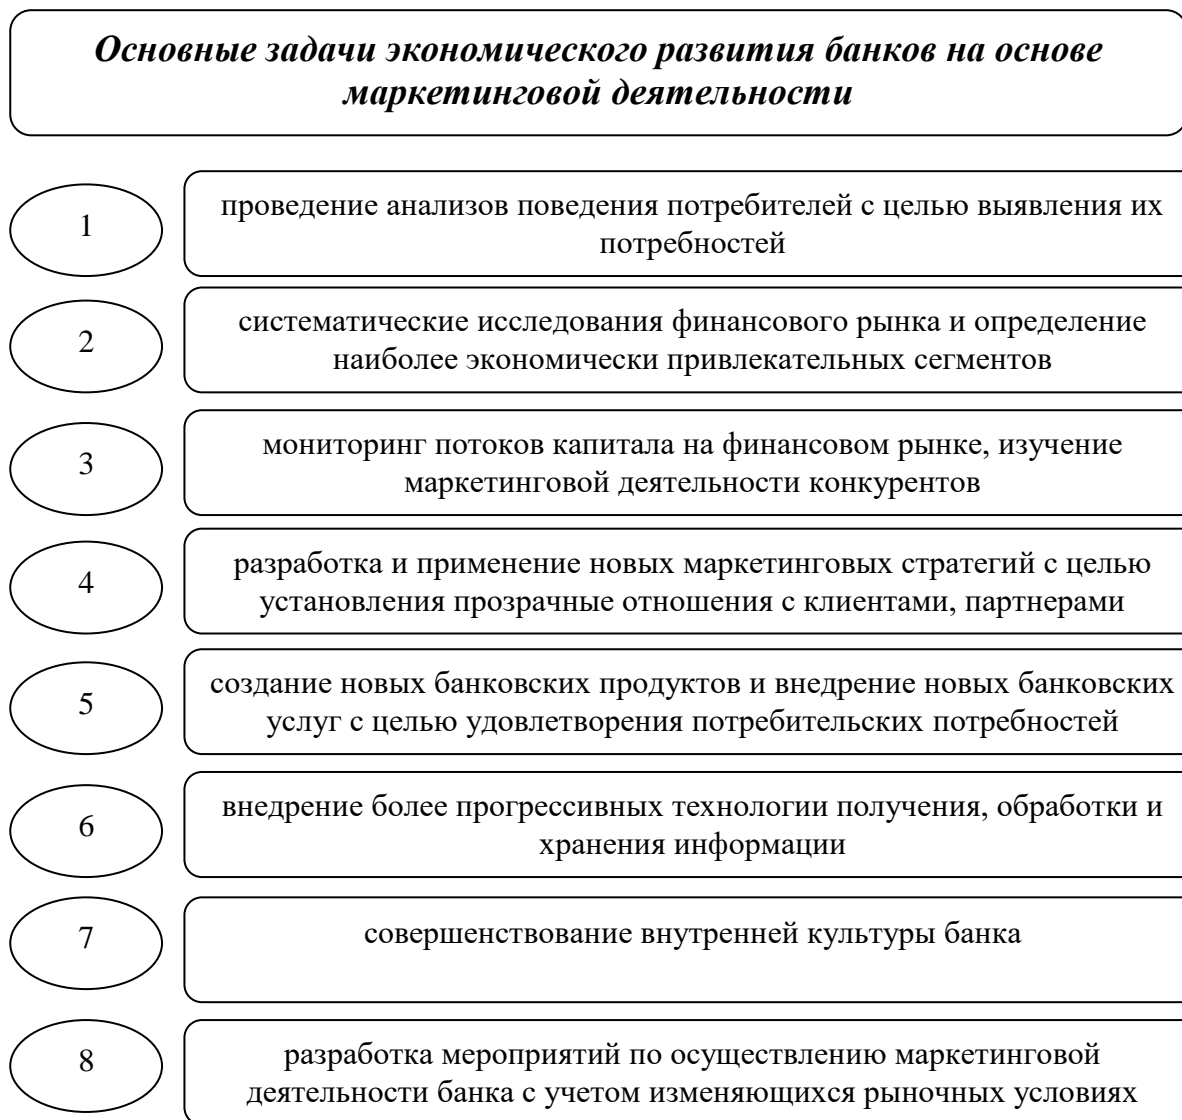 Основные задачи экономического развития банков на основе
маркетинговой деятельности
1
проведение анализов поведения потребителей с целью выявления их
потребностей
2
систематические исследования финансового рынка и определение
наиболее экономически привлекательных сегментов
3
мониторинг потоков капитала на финансовом рынке, изучение
маркетинговой деятельности конкурентов
4
разработка и применение новых маркетинговых стратегий с целью
установления прозрачные отношения с клиентами, партнерами
5
создание новых банковских продуктов и внедрение новых банковских
услуг с целью удовлетворения потребительских потребностей
6
внедрение более прогрессивных технологии получения, обработки и
хранения информации
7
совершенствование внутренней культуры банка
8
разработка мероприятий по осуществлению маркетинговой
деятельности банка с учетом изменяющихся рыночных условиях